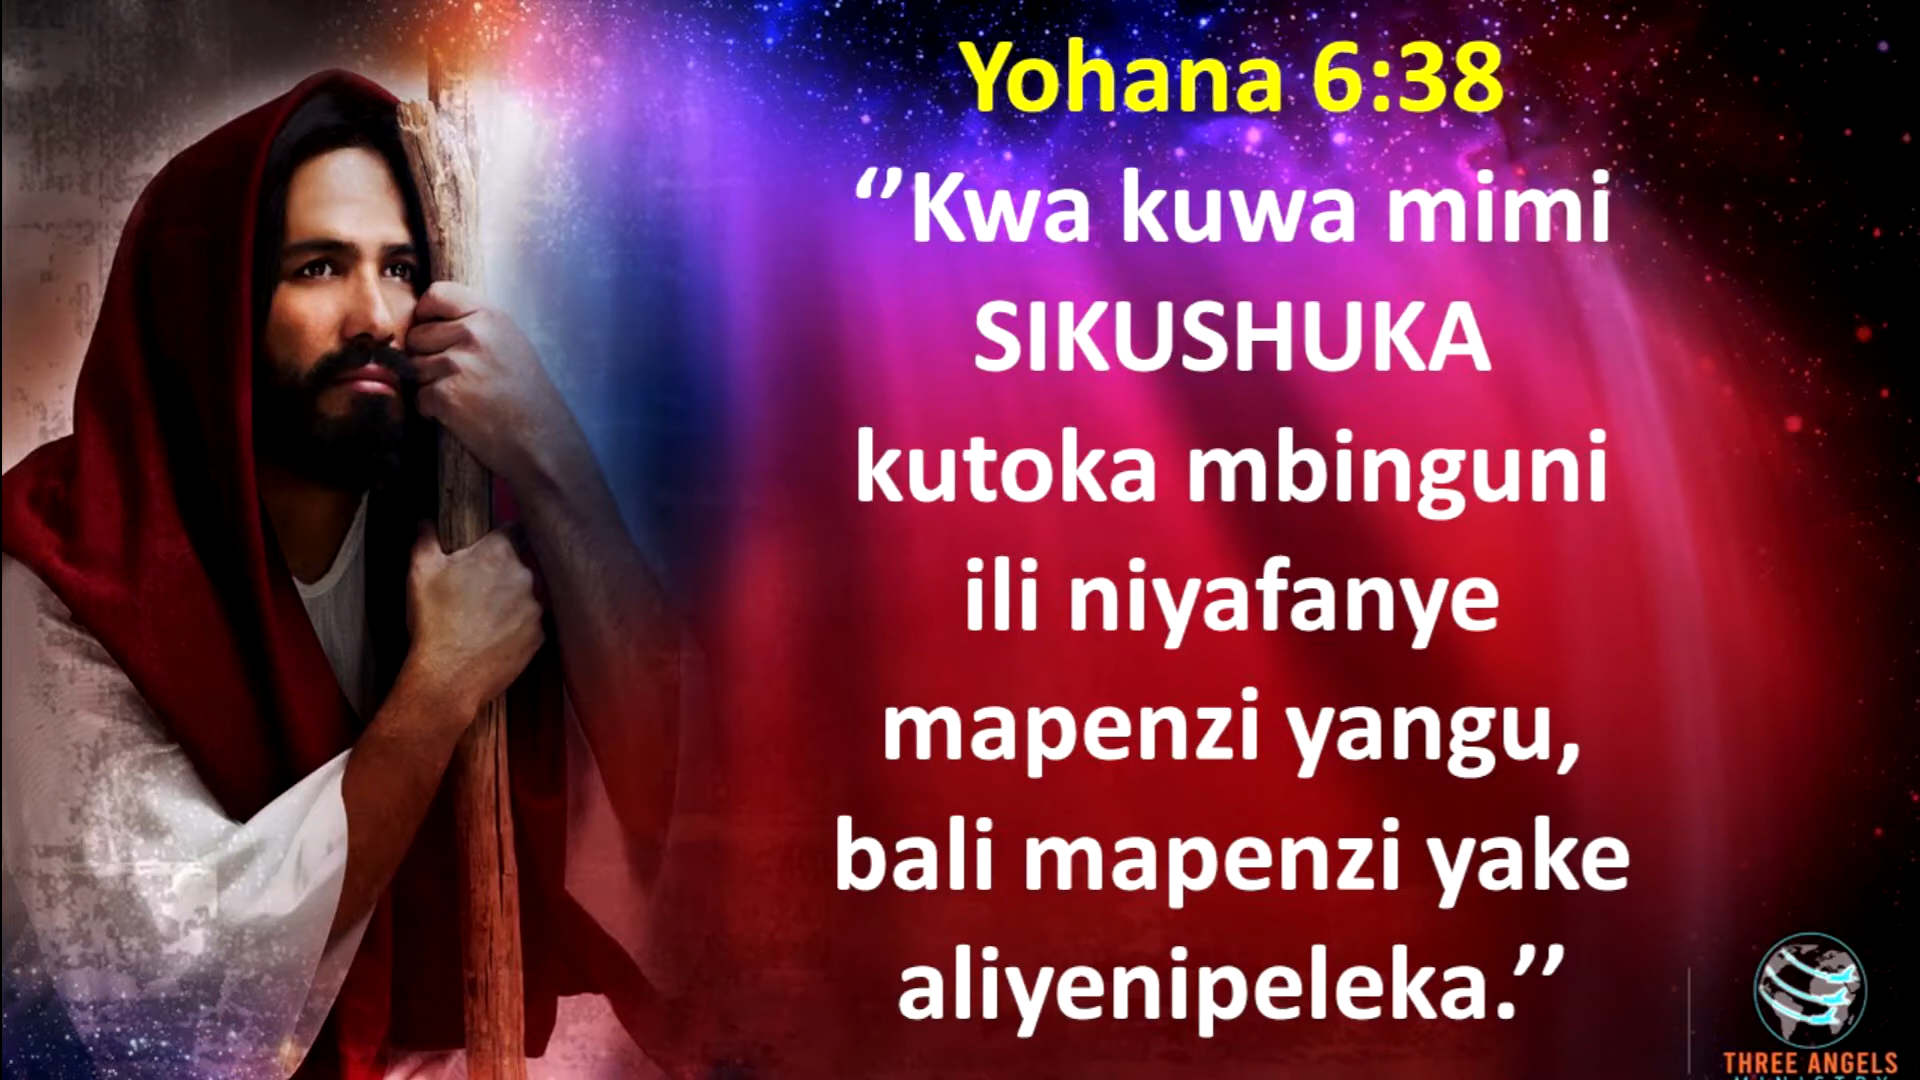 Yohana 6:38
‘’Kwa kuwa mimi
SIKUSHUKA
kutoka mbinguni
ili niyafanye
mapenzi yangu,
bali mapenzi yake
aliyenipeleka.’’
THREE ANGELS
MINISTRY